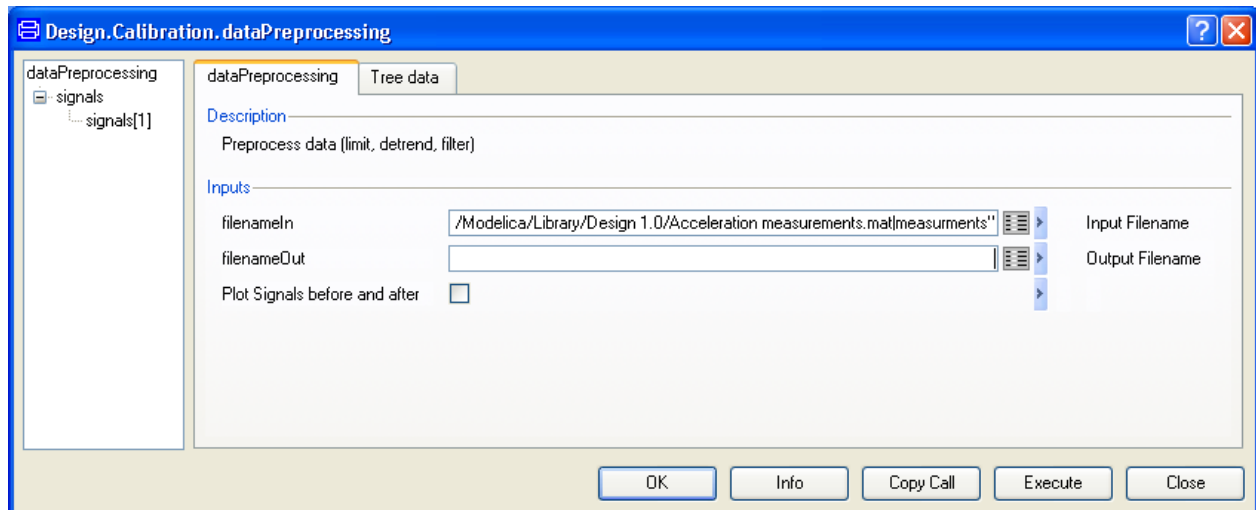 Design.Calibration.dataPreprocessing
dataPreprocessing
signals
signals[1]
dataPreprocessing Tree data
Description
Preprocess data (limit, detrend, filter)
Inputs
filenameIn /Modelica/Library/Design 1.0/Acceleration measurements.mat|measurments" Input Filename
filenameOut Output Filename
Plot Signals before and after
OK Info Copy Call Execute Close